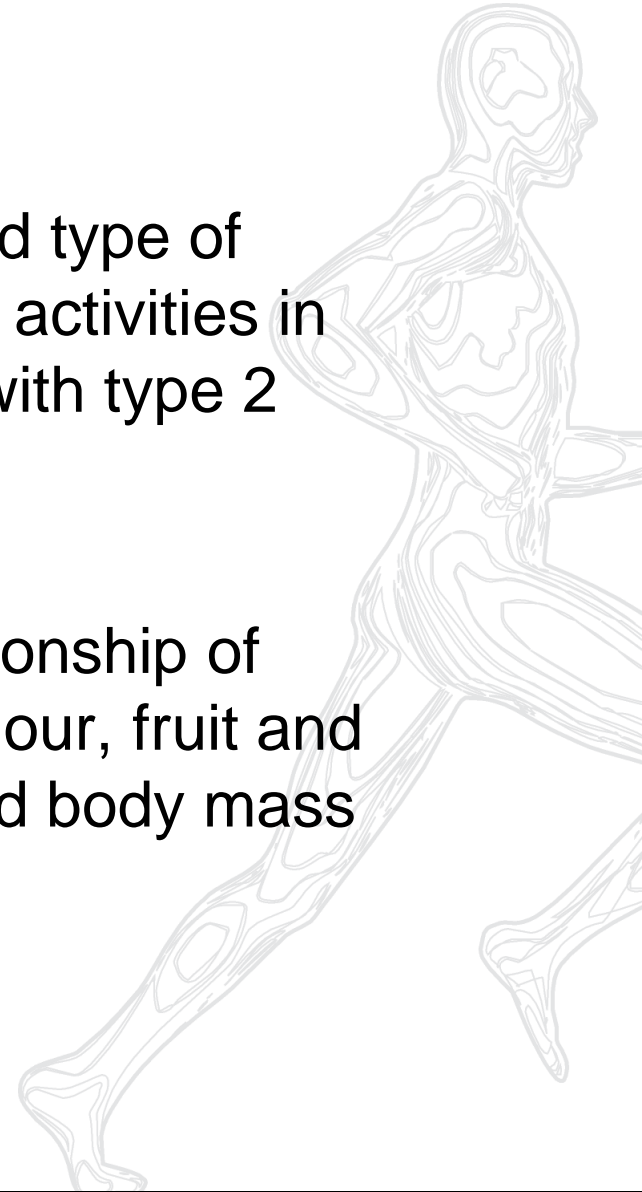 d type of
activities in
with type 2
onship of
our, fruit and
d body mass